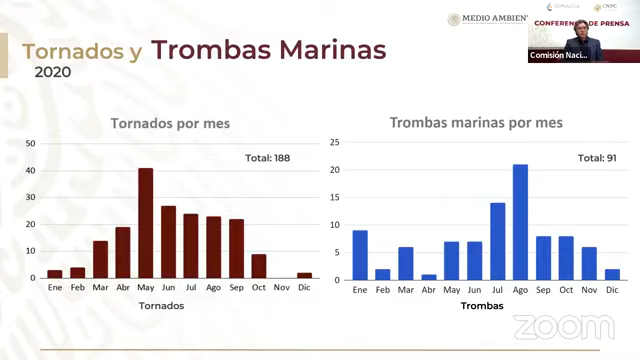 Tornados y Trombas Marinas
2020
MEDIO AMBIEN
CONAGUA
CONFERENCIA DE PRENSA
Comisión Naci...
Tornados por mes
Total: 188
50
40
30
20
10
0
Ene Feb Mar Abr May Jun Jul Ago Sep Oct Nov Dic
Tornados
Trombas marinas por mes
Total: 91
25
20
15
10
5
0
Ene Feb Mar Abr May Jun Jul Ago Sep Oct Nov Dic
Trombas
zoom